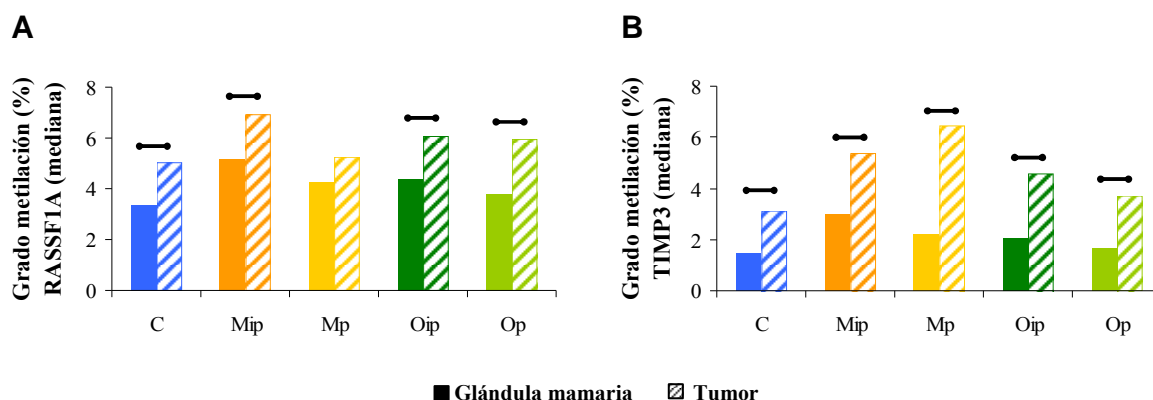 A
Grado metilación (%)
RASSF1A (mediana)
8
6
4
2
0
C Mip Mp Oip Op
B
Grado metilación (%)
TIMP3 (mediana)
8
6
4
2
0
C Mip Mp Oip Op
Glándula mamaria Tumor